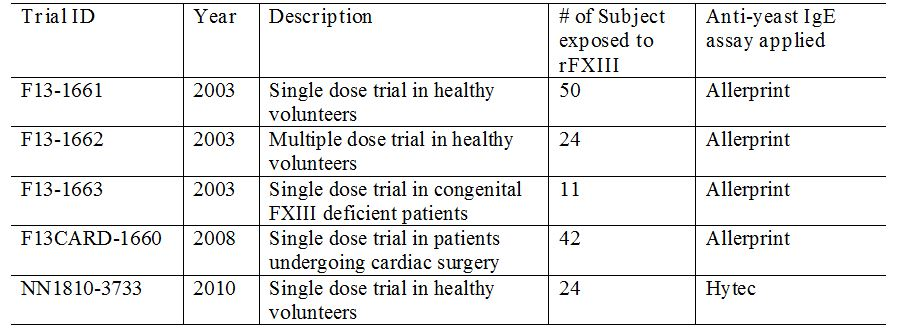 Trial ID Year Description # of Subject Anti-yeast IgE
exposed to assay applied
rFXIII
F13-1661 2003 Single dose trial in healthy 50 Allerprint
volunteers
F13-1662 2003 Multiple dose trial in healthy 24 Allerprint
volunteers
F13-1663 2003 Single dose trial in congenital 11 Allerprint
FXIII deficient patients
F13CARD-1660 2008 Single dose trial in patients 42 Allerprint
undergoing cardiac surgery
NN1810-3733 2010 Single dose trial in healthy 24 Hytec
volunteers